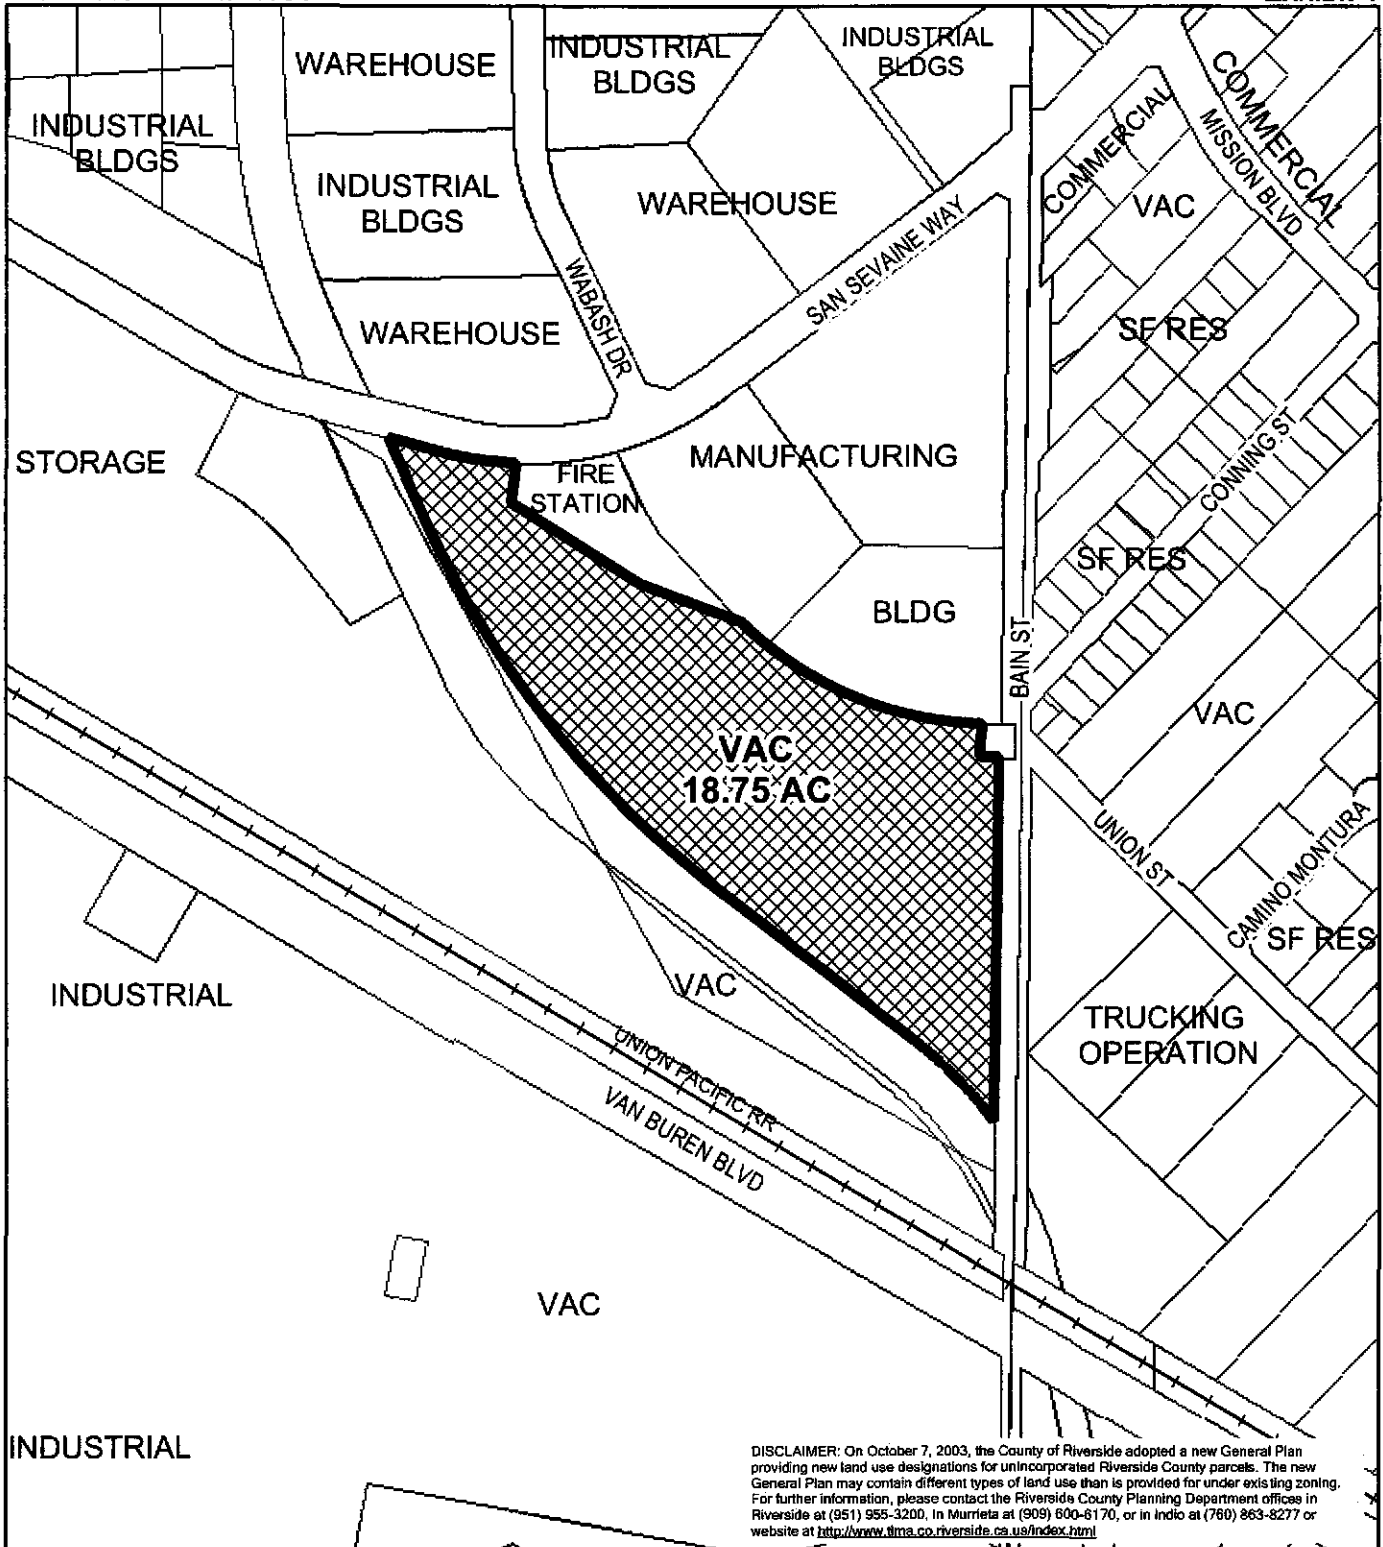 WAREHOUSE
INDUSTRIAL
BLDGS
INDUSTRIAL
BLDGS
INDUSTRIAL
BLDGS
INDUSTRIAL
BLDGS
WAREHOUSE
WAREHOUSE
WABASH DR
SAN SEVAINE WAY
COMMERCIAL
COMMERCIAL
MISSION BLVD
VAC
SF RES
CONNING ST
STORAGE
FIRE
STATION
MANUFACTURING
SF RES
BLDG
BAIN ST
VAC
VAC
18.75 AC
UNION ST
CAMINO MONTURA
SF RES
VAC
INDUSTRIAL
TRUCKING
OPERATION
UNION PACIFIC RR
VAN BUREN BLVD
VAC
INDUSTRIAL
DISCLAIMER: On October 7, 2003, the County of Riverside adopted a new General Plan
providing new land use designations for unincorporated Riverside County parcels. The new
General Plan may contain different types of land use than is provided for under existing zoning.
For further information, please contact the Riverside County Planning Department offices in
Riverside at (951) 955-3200, in Murrieta at (909) 600-6170, or in Indio at (760) 863-8277 or
website at http://www.tlma.co.riverside.ca.us/index.html